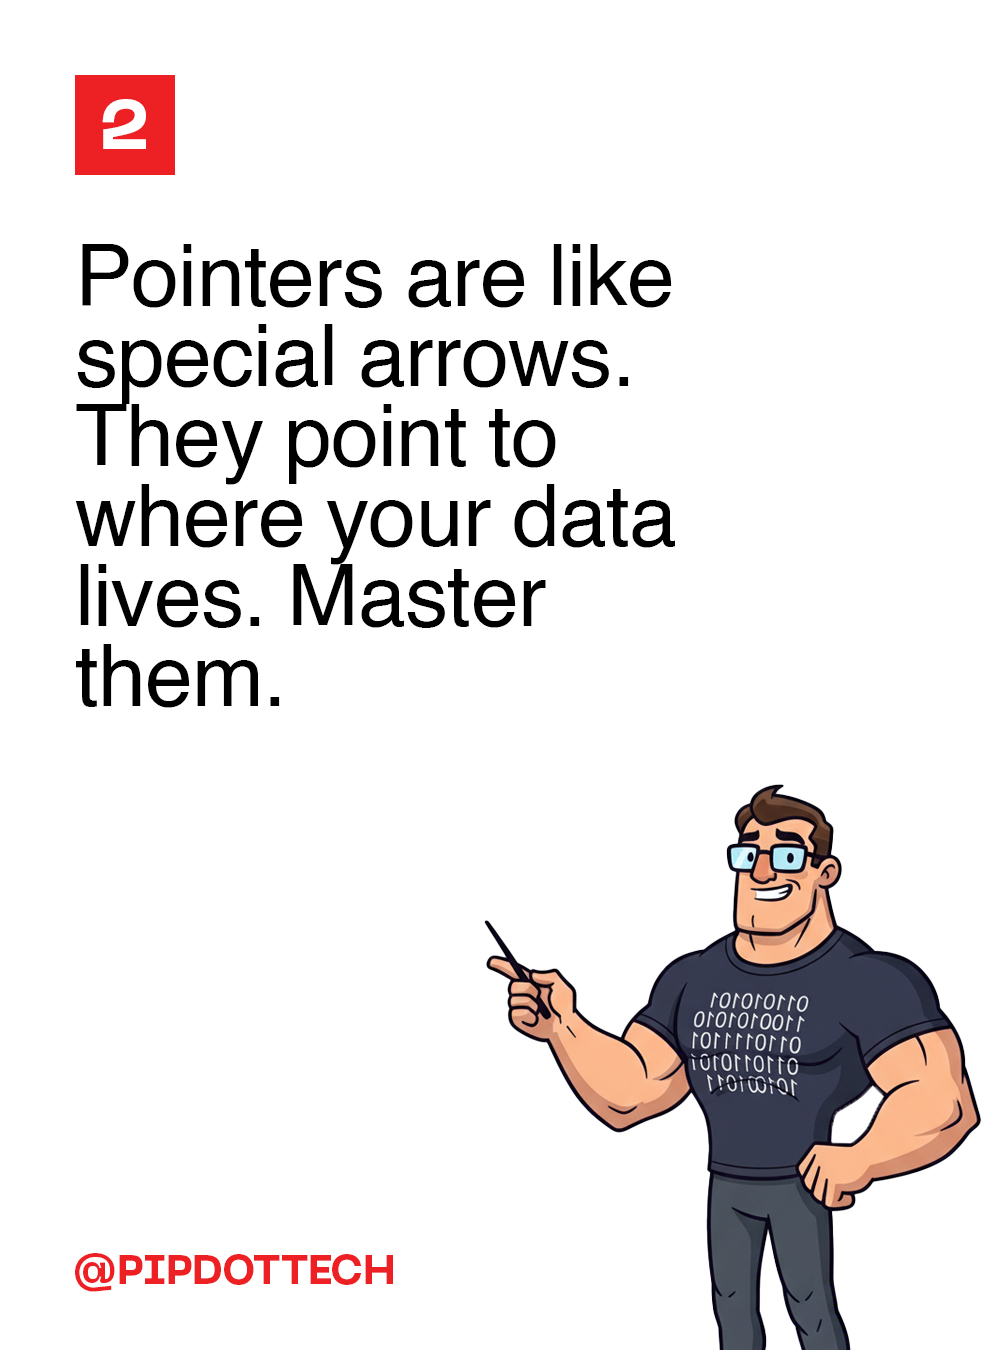 2
Pointers are like
special arrows.
They point to
where your data
lives. Master
them.
@PIPDOTTECH